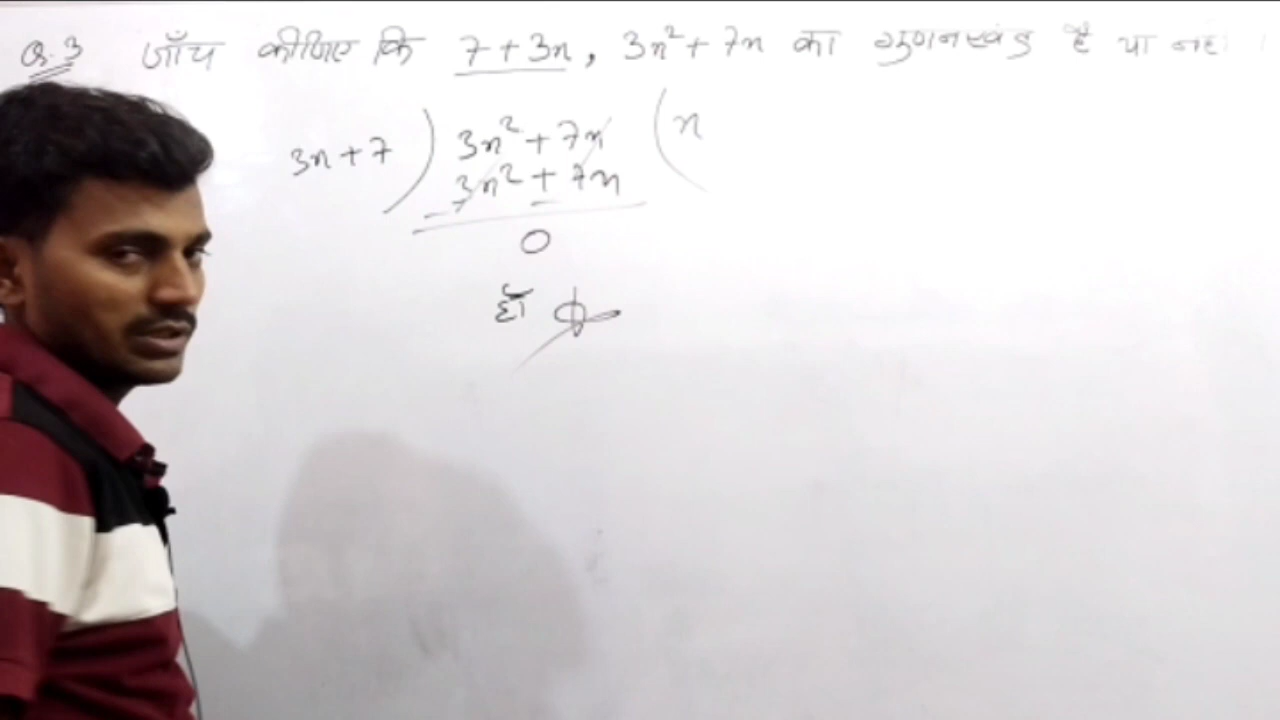 Q.3 जाँच कीजिए कि 7 + 3x, 3x² + 7x का गुणनखंड है या नह
3x + 7 ) 3x² + 7x ( x
3x² + 7x
0
हाँ